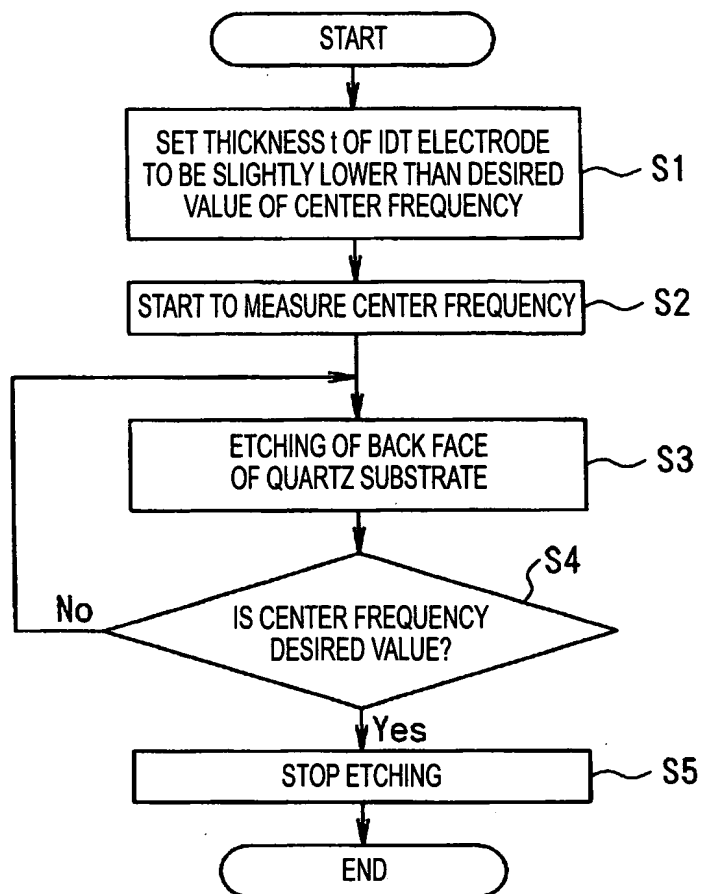 START
SET THICKNESS t OF IDT ELECTRODE
TO BE SLIGHTLY LOWER THAN DESIRED
VALUE OF CENTER FREQUENCY
S1
START TO MEASURE CENTER FREQUENCY
S2
ETCHING OF BACK FACE
OF QUARTZ SUBSTRATE
S3
S4
No
IS CENTER FREQUENCY
DESIRED VALUE?
Yes
STOP ETCHING
S5
END